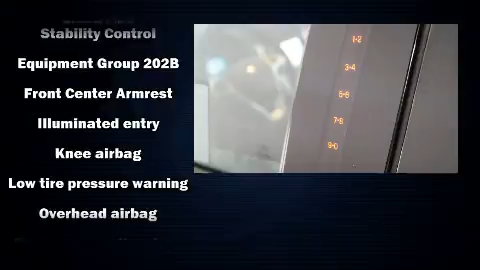 Stability Control
Equipment Group 202B
Front Center Armrest
Illuminated entry
Knee airbag
Low tire pressure warning
Overhead airbag
1•2
3•4
5•6
7•8
9•0